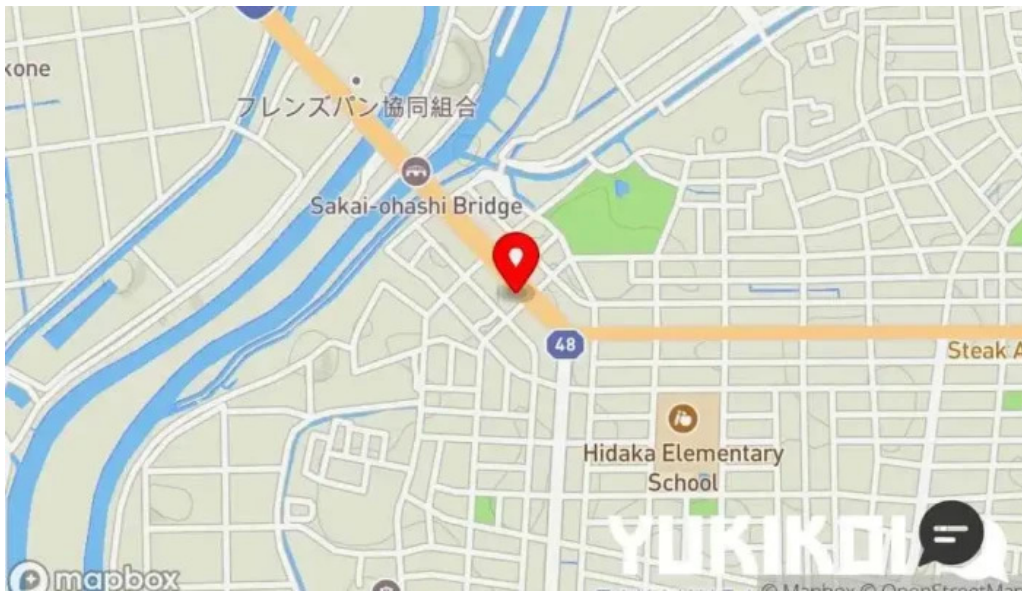 kone
フレンズパン協同組合
Sakai-ohashi Bridge
48
Steak A
Hidaka Elementary
School
YUKIKOI
mapbox
© Mapbox © OpenStreetMap